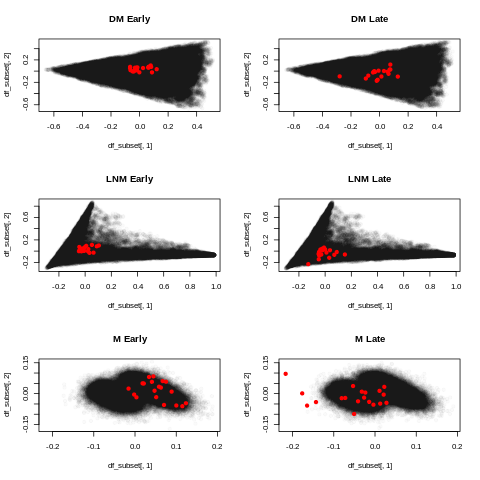 DM Early
DM Late
df_subset[, 2]
0.2
-0.2
-0.6
-0.6 -0.4 -0.2 0.0 0.2 0.4
df_subset[, 1]
df_subset[, 2]
0.2
-0.2
-0.6
-0.6 -0.4 -0.2 0.0 0.2 0.4
df_subset[, 1]
LNM Early
LNM Late
df_subset[, 2]
0.6
0.2
-0.2
-0.2 0.0 0.2 0.4 0.6 0.8 1.0
df_subset[, 1]
df_subset[, 2]
0.6
0.2
-0.2
-0.2 0.0 0.2 0.4 0.6 0.8 1.0
df_subset[, 1]
M Early
M Late
df_subset[, 2]
0.15
0.00
-0.15
-0.2 -0.1 0.0 0.1 0.2
df_subset[, 1]
df_subset[, 2]
0.15
0.00
-0.15
-0.2 -0.1 0.0 0.1 0.2
df_subset[, 1]